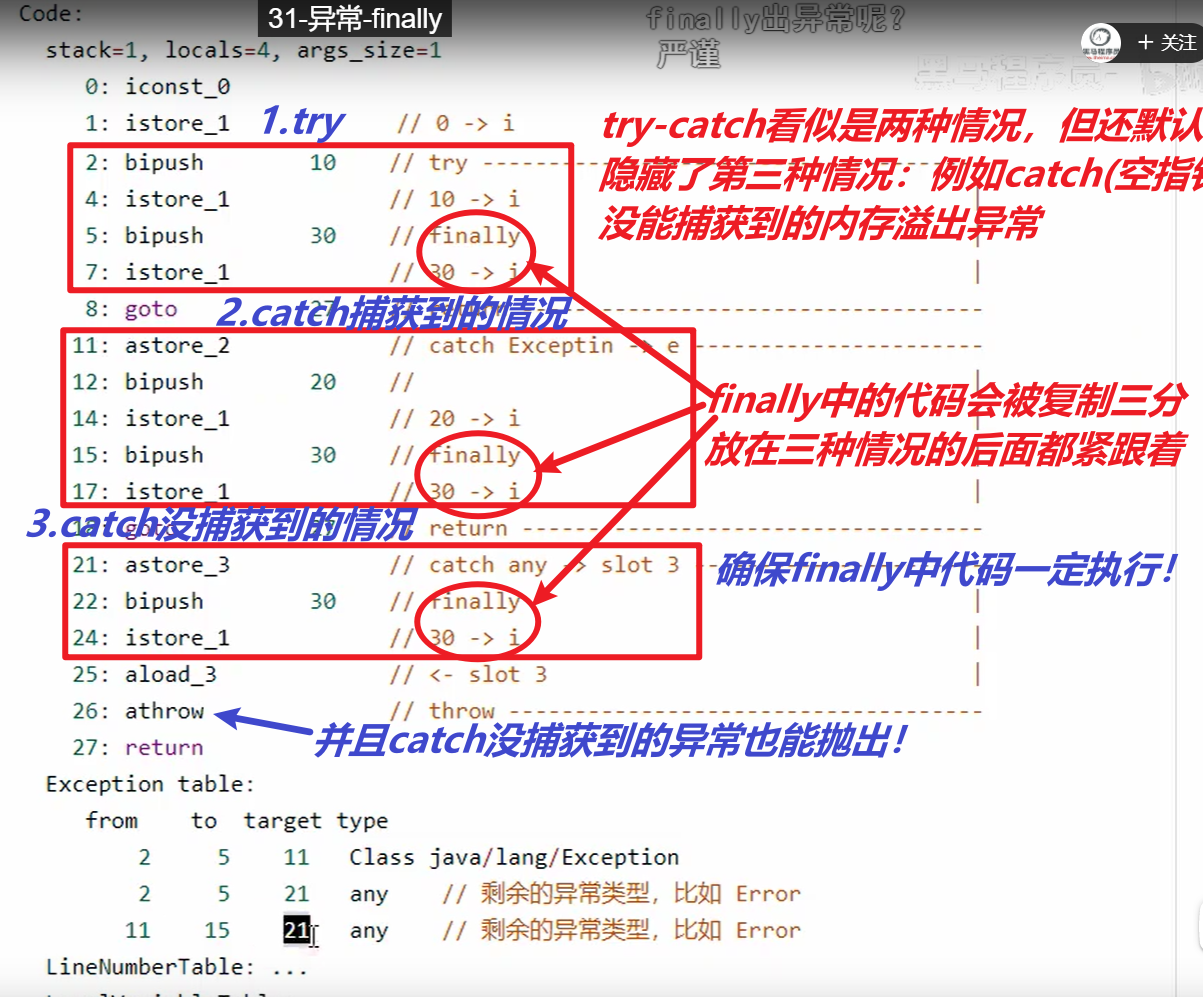 Code:
31-异常-finally
finally出异常呢?
严谨
+ 关注
stack=1, locals=4, args_size=1
0: iconst_0
1: istore_1 // 0 -> i
1.try
try-catch看似是两种情况，但还默认
隐藏了第三种情况：例如catch(空指
没能捕获到的内存溢出异常
2: bipush 10 // try
4: istore_1 // 10 -> i
5: bipush 30 // finally
7: istore_1 // 30 -> i
8: goto 27
2.catch捕获到的情况
11: astore_2 // catch Exceptin -> e
12: bipush 20 //
14: istore_1 // 20 -> i
15: bipush 30 // finally
17: istore_1 // 30 -> i
finally中的代码会被复制三分
放在三种情况的后面都紧跟着
3.catch没捕获到的情况
// return
21: astore_3 // catch any -> slot 3
22: bipush 30 // finally
24: istore_1 // 30 -> i
确保finally中代码一定执行！
25: aload_3 // <- slot 3
26: athrow // throw
并且catch没捕获到的异常也能抛出！
27: return
Exception table:
from to target type
2 5 11 Class java/lang/Exception
2 5 21 any // 剩余的异常类型，比如 Error
11 15 21 any // 剩余的异常类型，比如 Error
LineNumberTable: ...